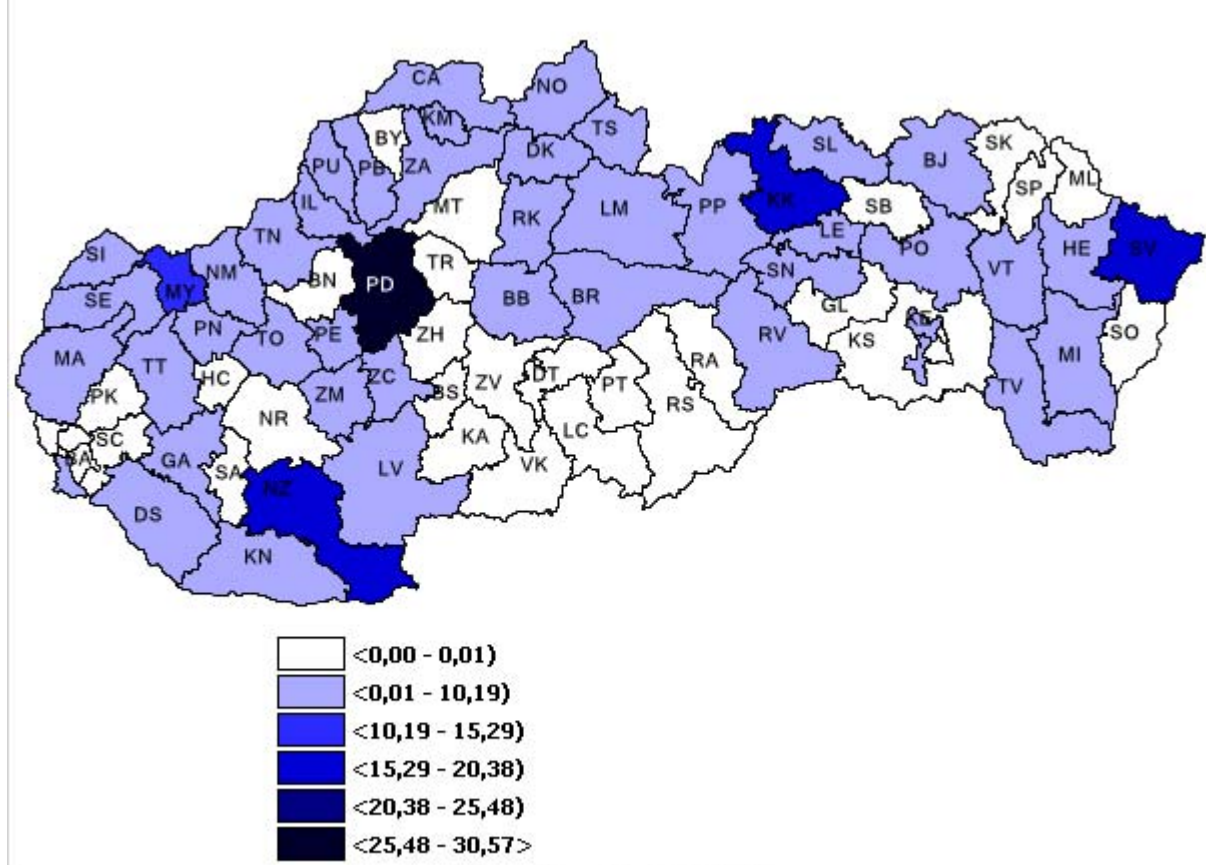 CA
NO
KM
BY
TS
SK
PU
PB
ZA
DK
SL
BJ
SP
ML
IL
MT
RK
LM
PP
KK
SB
TN
LE
PO
HE
SV
SI
NM
TR
VT
MY
BN
PD
SN
SE
BB
BR
GL
PN
TO
PE
ZH
RV
KS
KE
SO
MA
TT
HC
ZC
DT
RA
MI
PK
ZM
BS
ZV
PT
TV
NR
RS
SC
KA
LC
BA
GA
SA
LV
VK
NZ
DS
KN
<0,00 - 0,01)
<0,01 - 10,19)
<10,19 - 15,29)
<15,29 - 20,38)
<20,38 - 25,48)
<25,48 - 30,57>